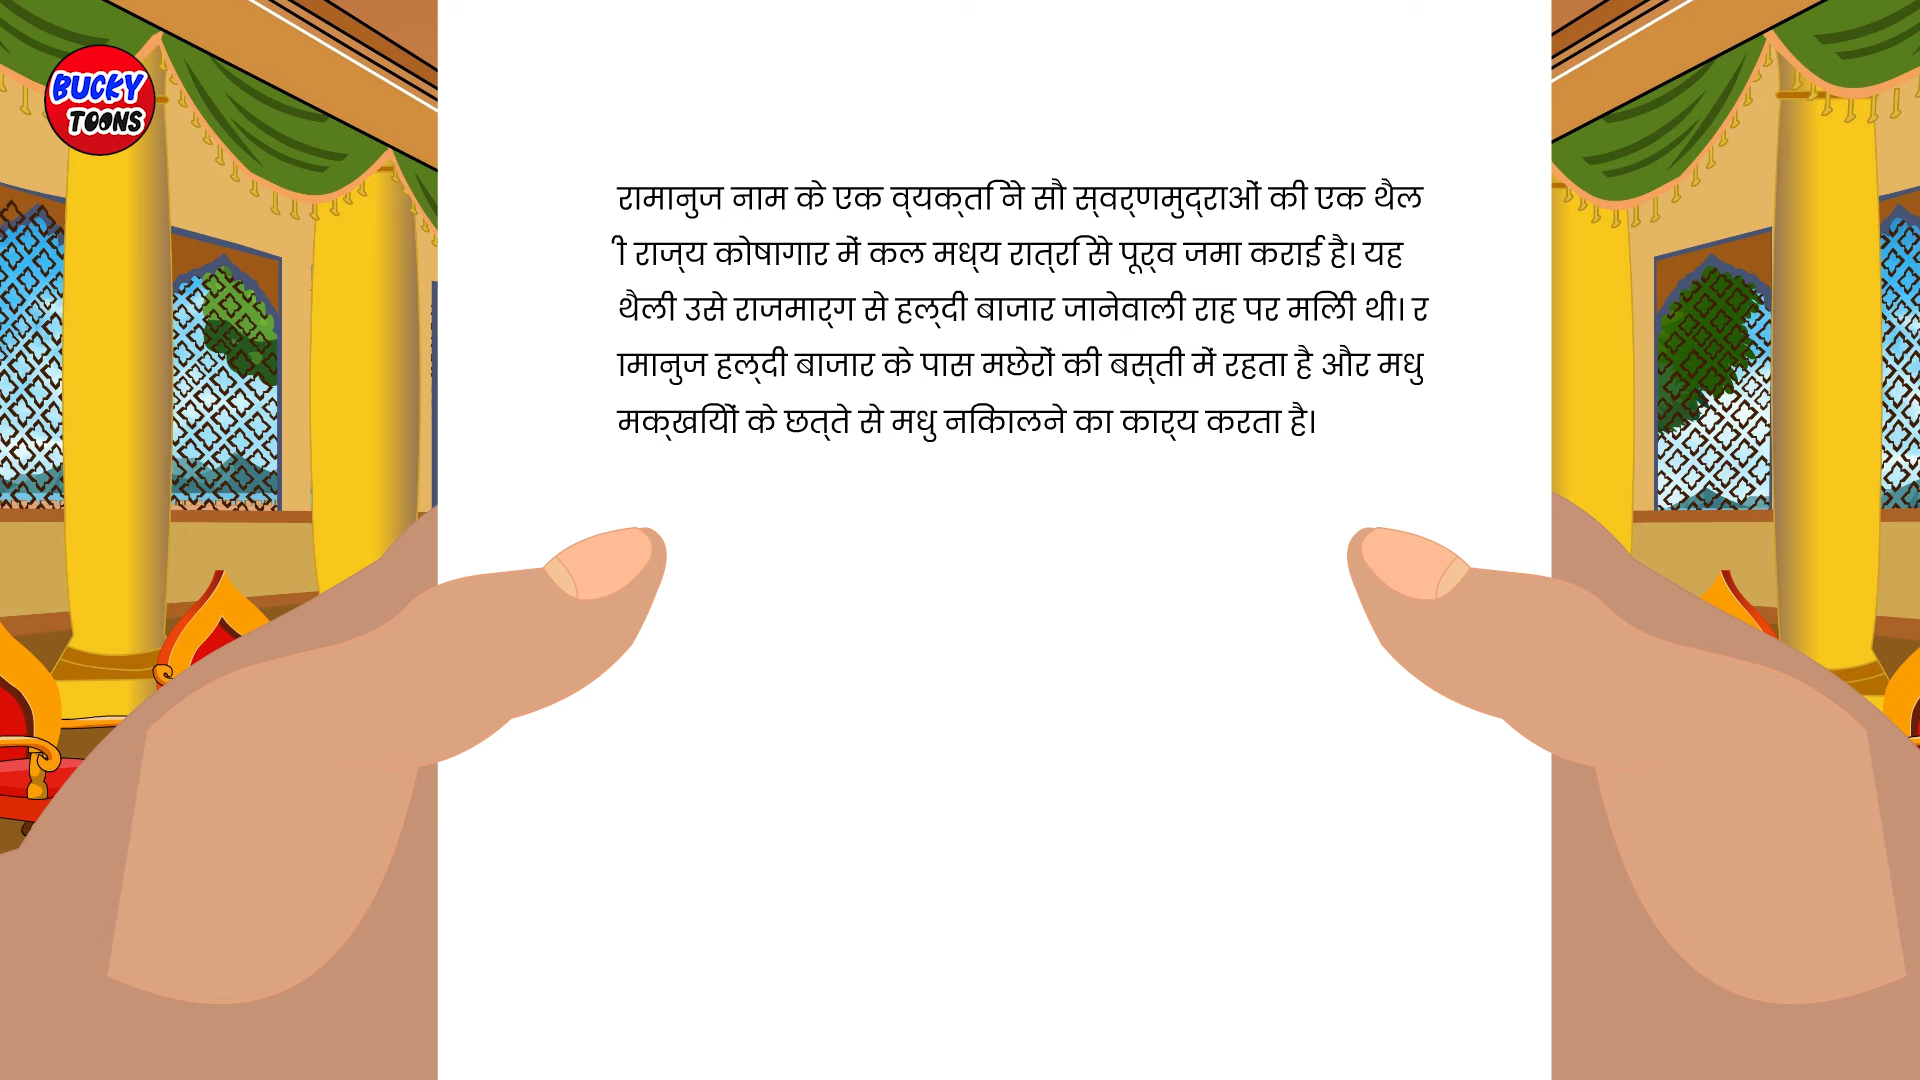 BUCKY
TOONS
रामानुज नाम के एक व्यक्ति ने सौ स्वर्णमुद्राओं की एक थैल
ी राज्य कोषागार में कल मध्य रात्रि से पूर्व जमा कराई है। यह
थैली उसे राजमार्ग से हल्दी बाजार जानेवाली राह पर मिली थी। र
ामानुज हल्दी बाजार के पास मछेरों की बस्ती में रहता है और मधु
मक्खियों के छत्ते से मधु निकालने का कार्य करता है।